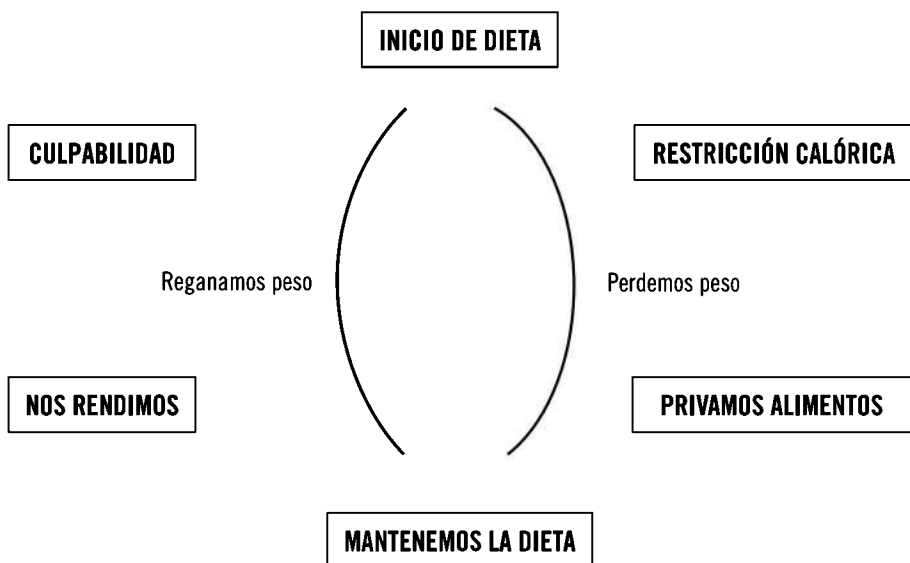 INICIO DE DIETA
CULPABILIDAD
RESTRICCIÓN CALÓRICA
Reganamos peso
Perdemos peso
NOS RENDIMOS
PRIVAMOS ALIMENTOS
MANTENEMOS LA DIETA